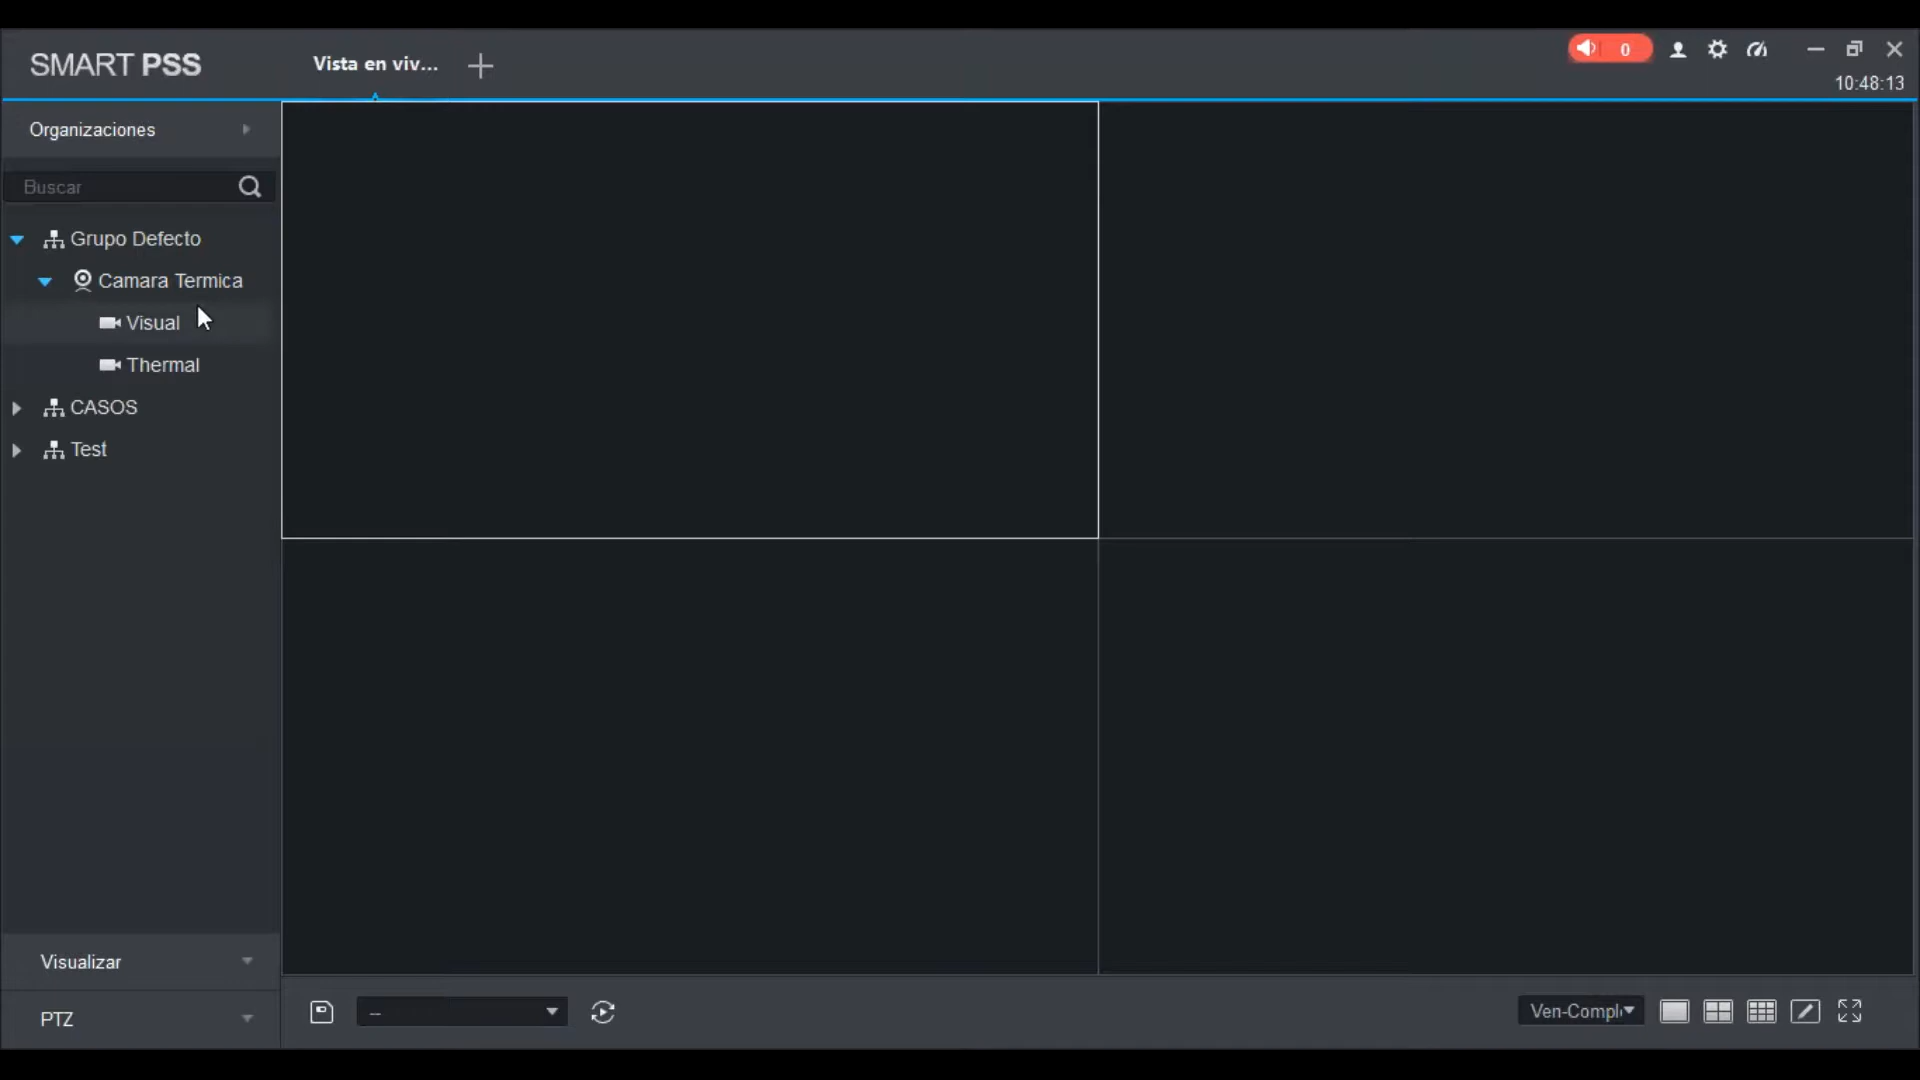 SMART PSS
Vista en viv...
0
10:48:13
Organizaciones
Buscar
Grupo Defecto
Camara Termica
Visual
Thermal
CASOS
Test
Visualizar
PTZ
--
Ven-Compl